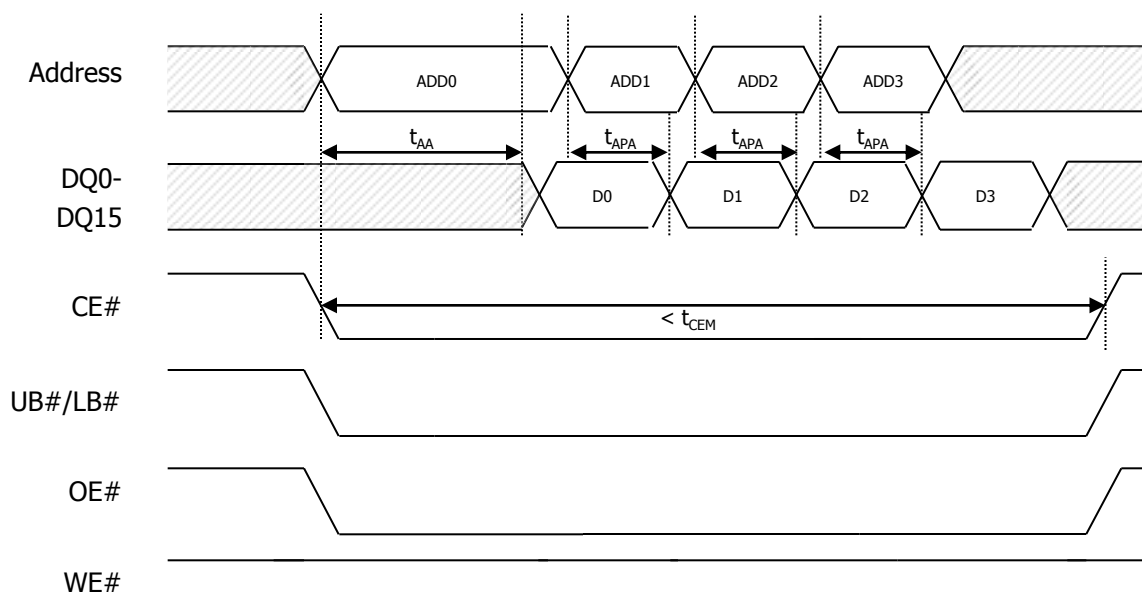 Address
ADD0
ADD1
ADD2
ADD3
tAA
tAPA
tAPA
tAPA
DQ0-
DQ15
D0
D1
D2
D3
CE#
< tCEM
UB#/LB#
OE#
WE#